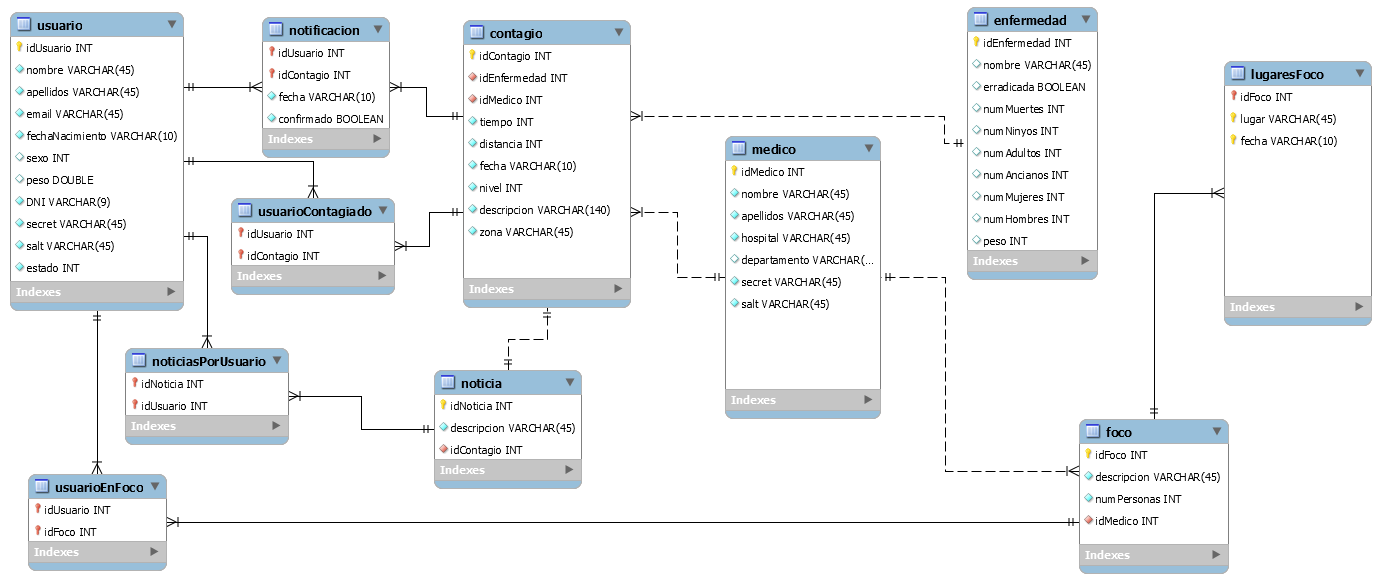 usuario
idUsuario INT
nombre VARCHAR(45)
apellidos VARCHAR(45)
email VARCHAR(45)
fechaNacimiento VARCHAR(10)
sexo INT
peso DOUBLE
DNI VARCHAR(9)
secret VARCHAR(45)
salt VARCHAR(45)
estado INT
Indexes
notificacion
idUsuario INT
idContagio INT
fecha VARCHAR(10)
confirmado BOOLEAN
Indexes
contagio
idContagio INT
idEnfermedad INT
idMedico INT
tiempo INT
distancia INT
fecha VARCHAR(10)
nivel INT
descripcion VARCHAR(140)
zona VARCHAR(45)
Indexes
enfermedad
idEnfermedad INT
nombre VARCHAR(45)
erradicada BOOLEAN
numMuertes INT
numNinyos INT
numAdultos INT
numAncianos INT
numMujeres INT
numHombres INT
peso INT
Indexes
lugaresFoco
idFoco INT
lugar VARCHAR(45)
fecha VARCHAR(10)
Indexes
medico
idMedico INT
nombre VARCHAR(45)
apellidos VARCHAR(45)
hospital VARCHAR(45)
departamento VARCHAR(...
secret VARCHAR(45)
salt VARCHAR(45)
Indexes
usuarioContagiado
idUsuario INT
idContagio INT
Indexes
noticiasPorUsuario
idNoticia INT
idUsuario INT
Indexes
noticia
idNoticia INT
descripcion VARCHAR(45)
idContagio INT
Indexes
foco
idFoco INT
descripcion VARCHAR(45)
numPersonas INT
idMedico INT
Indexes
usuarioEnFoco
idUsuario INT
idFoco INT
Indexes